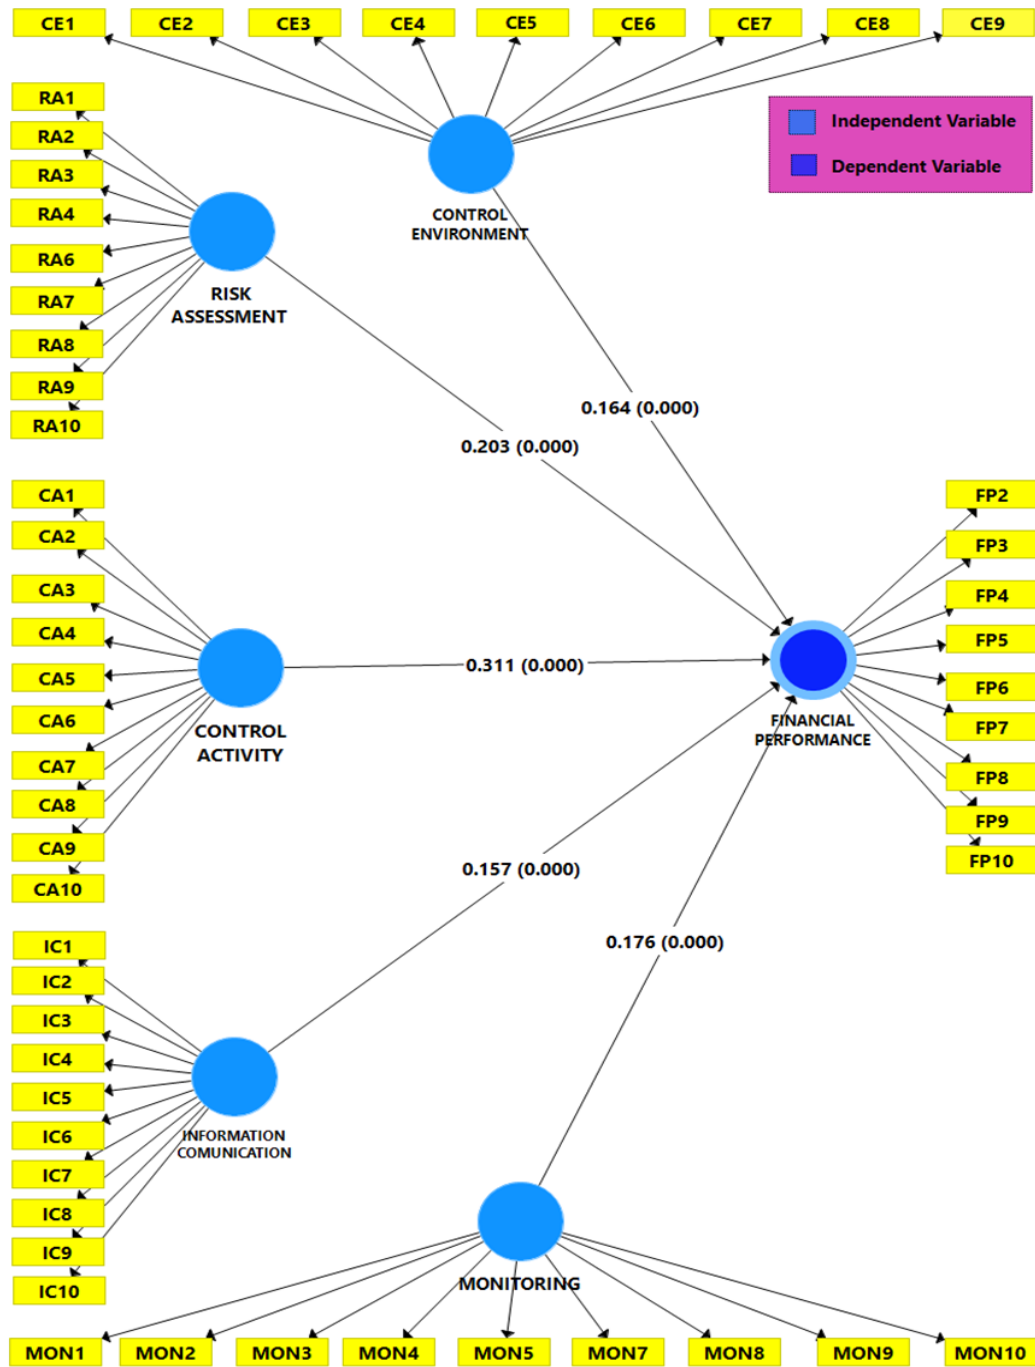 CE1
CE2
CE3
CE4
CE5
CE6
CE7
CE8
CE9
RA1
RA2
RA3
RA4
RA6
RA7
RA8
RA9
RA10
Independent Variable
Dependent Variable
CONTROL
ENVIRONMENT
RISK
ASSESSMENT
0.164 (0.000)
0.203 (0.000)
CA1
CA2
CA3
CA4
CA5
CA6
CA7
CA8
CA9
CA10
CONTROL
ACTIVITY
0.311 (0.000)
FINANCIAL
PERFORMANCE
FP2
FP3
FP4
FP5
FP6
FP7
FP8
FP9
FP10
0.157 (0.000)
0.176 (0.000)
IC1
IC2
IC3
IC4
IC5
IC6
IC7
IC8
IC9
IC10
INFORMATION
COMUNICATION
MONITORING
MON1
MON2
MON3
MON4
MON5
MON7
MON8
MON9
MON10